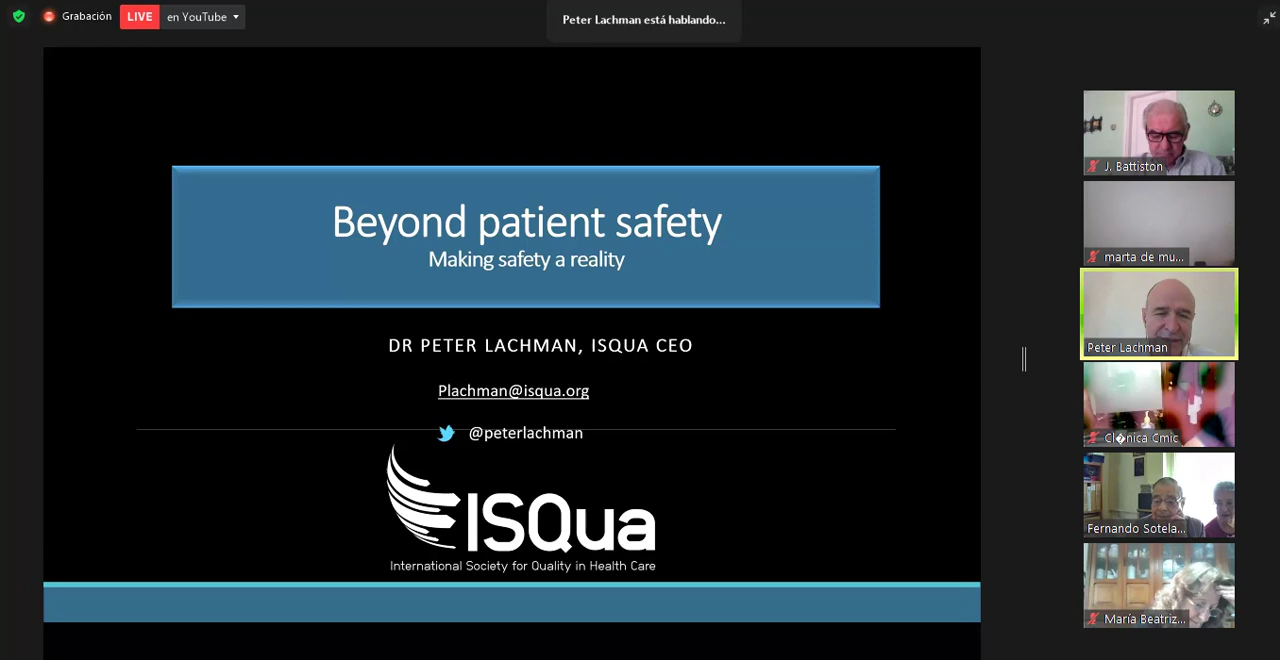 Grabación
LIVE en YouTube
Peter Lachman está hablando...
Beyond patient safety
Making safety a reality
DR PETER LACHMAN, ISQUA CEO
Plachman@isqua.org
@peterlachman
ISQua
International Society for Quality in Health Care
J. Battiston
marta de mu...
Peter Lachman
Cl�nica Cmic
Fernando Sotela...
María Beatriz...